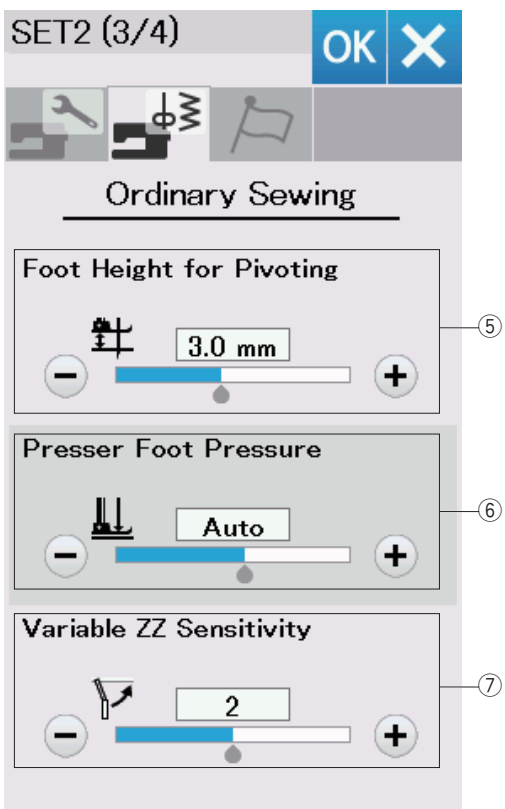 SET2 (3/4)
OK
Ordinary Sewing
Foot Height for Pivoting
3.0 mm
⑤
Presser Foot Pressure
Auto
⑥
Variable ZZ Sensitivity
2
⑦